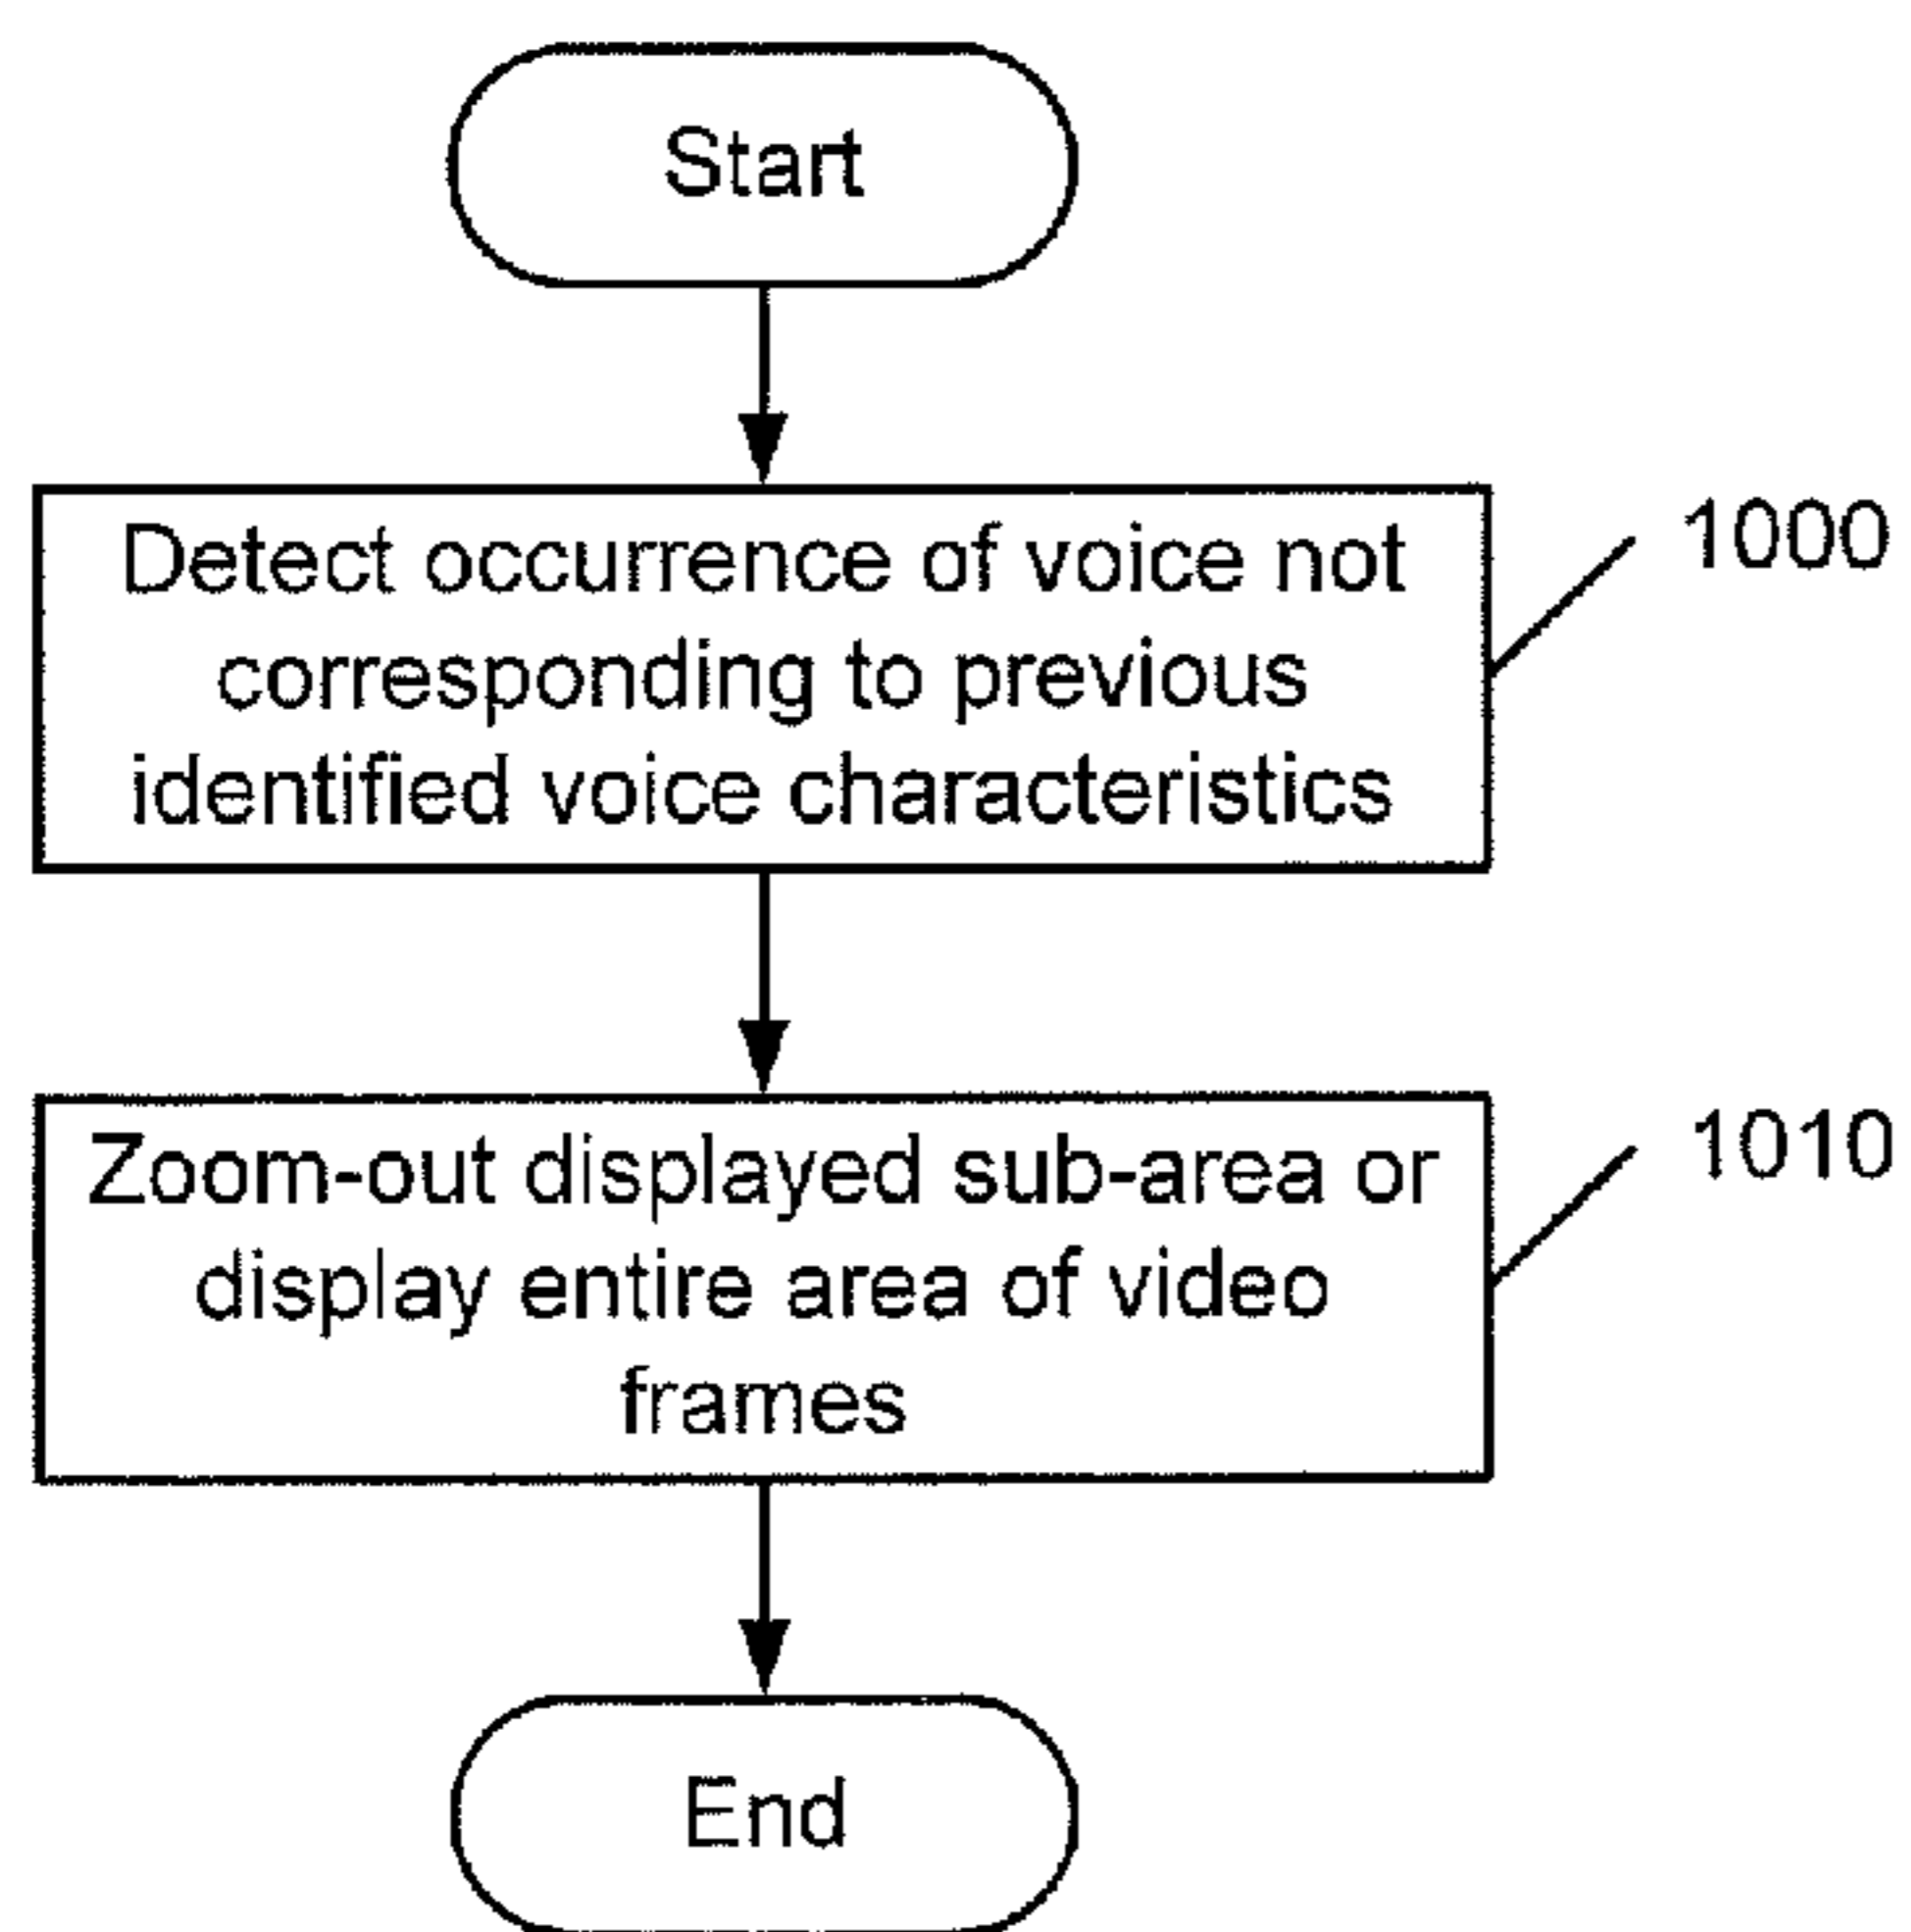 Start
Detect occurrence of voice not
corresponding to previous
identified voice characteristics
1000
Zoom-out displayed sub-area or
display entire area of video
frames
1010
End